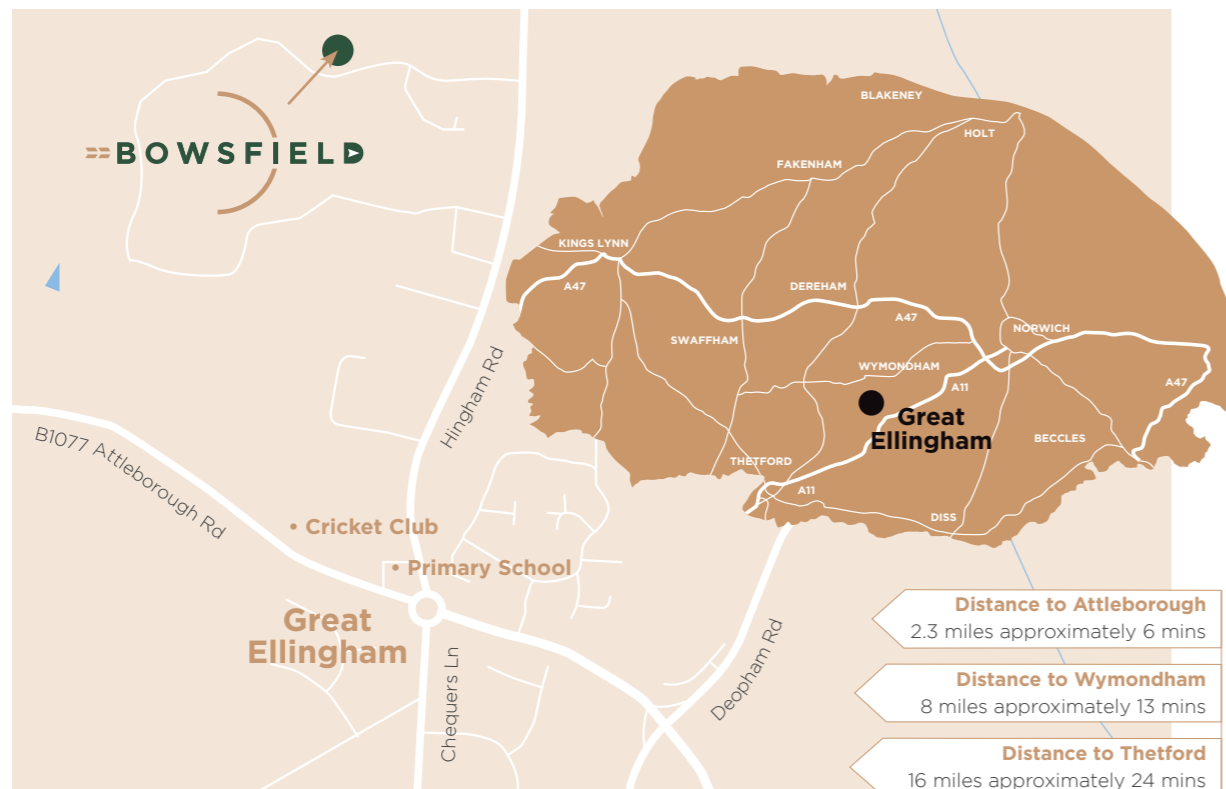 BOWSFIELD
BLAKENEY
HOLT
FAKENHAM
KINGS LYNN
A47
DEREHAM
A47
SWAFFHAM
NORWICH
WYMONDHAM
A11
A47
Great
Ellingham
BECCLES
THETFORD
A11
DISS
Hingham Rd
B1077 Attleborough Rd
• Cricket Club
• Primary School
Great
Ellingham
Chequers Ln
Deopham Rd
Distance to Attleborough
2.3 miles approximately 6 mins
Distance to Wymondham
8 miles approximately 13 mins
Distance to Thetford
16 miles approximately 24 mins